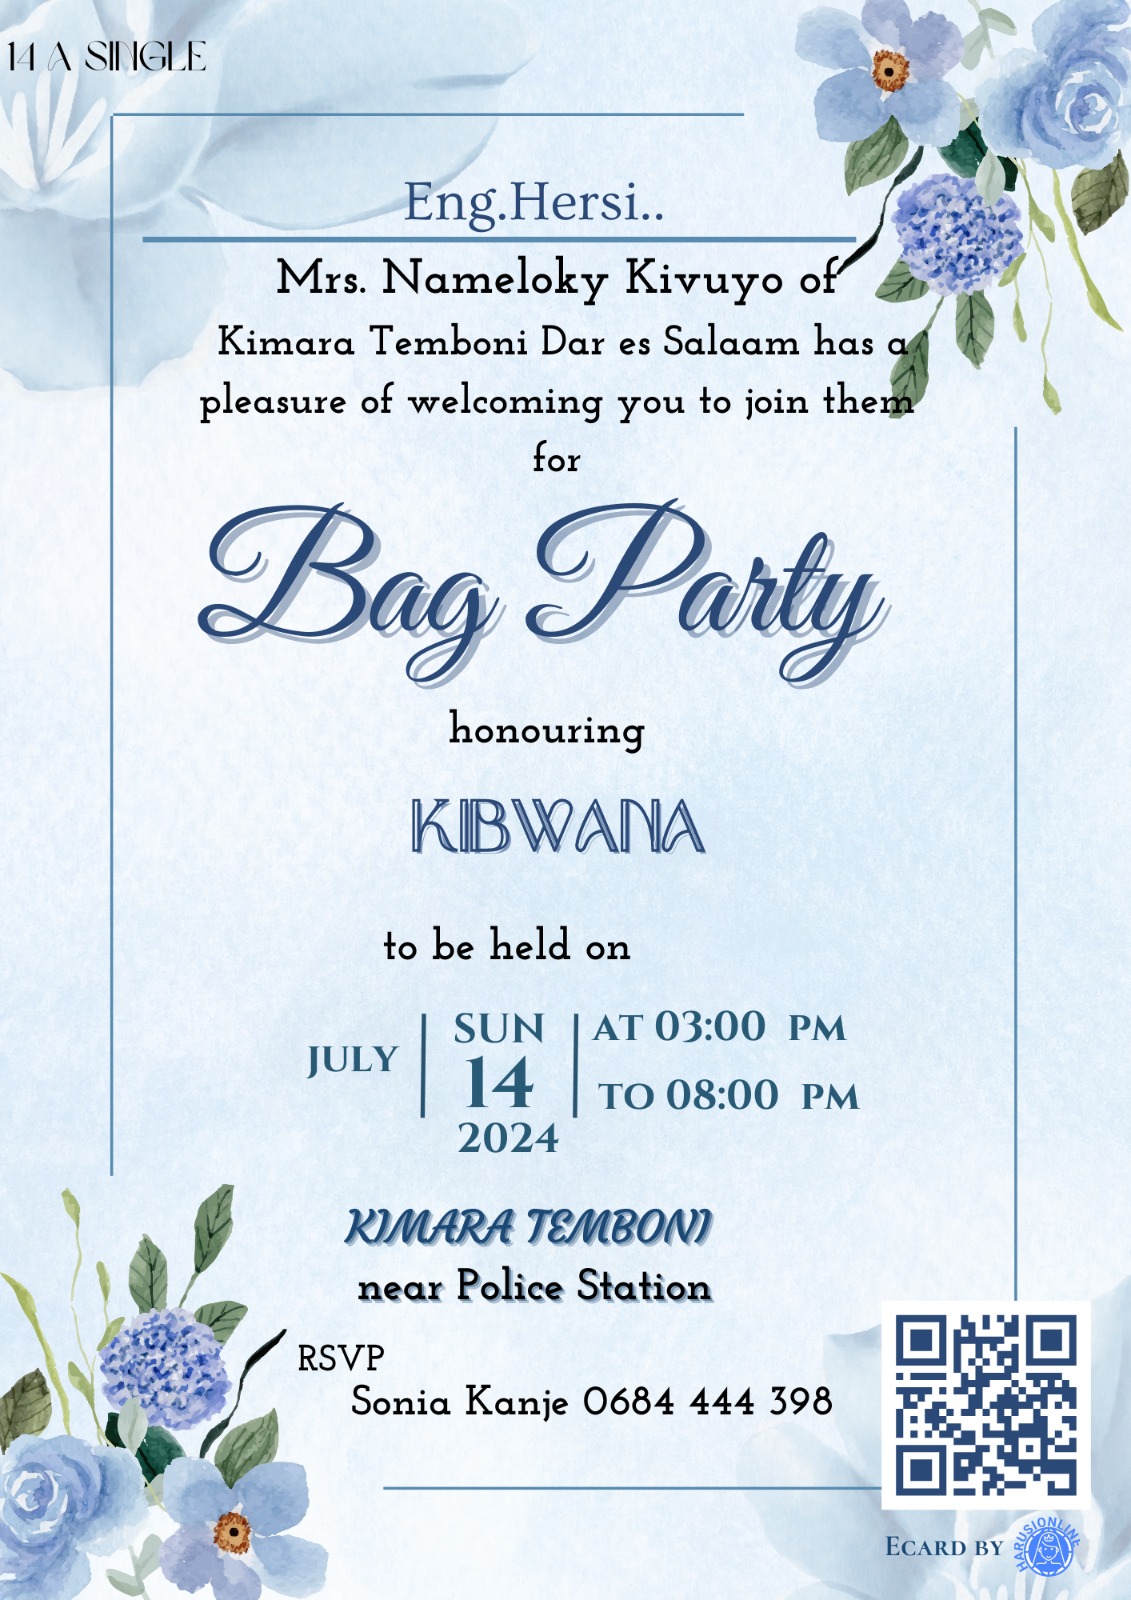 14 A SINGLE
Eng.Hersi..
Mrs. Nameloky Kivuyo of
Kimara Temboni Dar es Salaam has a
pleasure of welcoming you to join them
for
Bag Party
honouring
KIBWANA
to be held on
JULY
SUN
14
2024
AT 03:00 PM
TO 08:00 PM
KIMARA TEMBONI
near Police Station
RSVP
Sonia Kanje 0684 444 398
ECARD BY
HARUSIONLINE